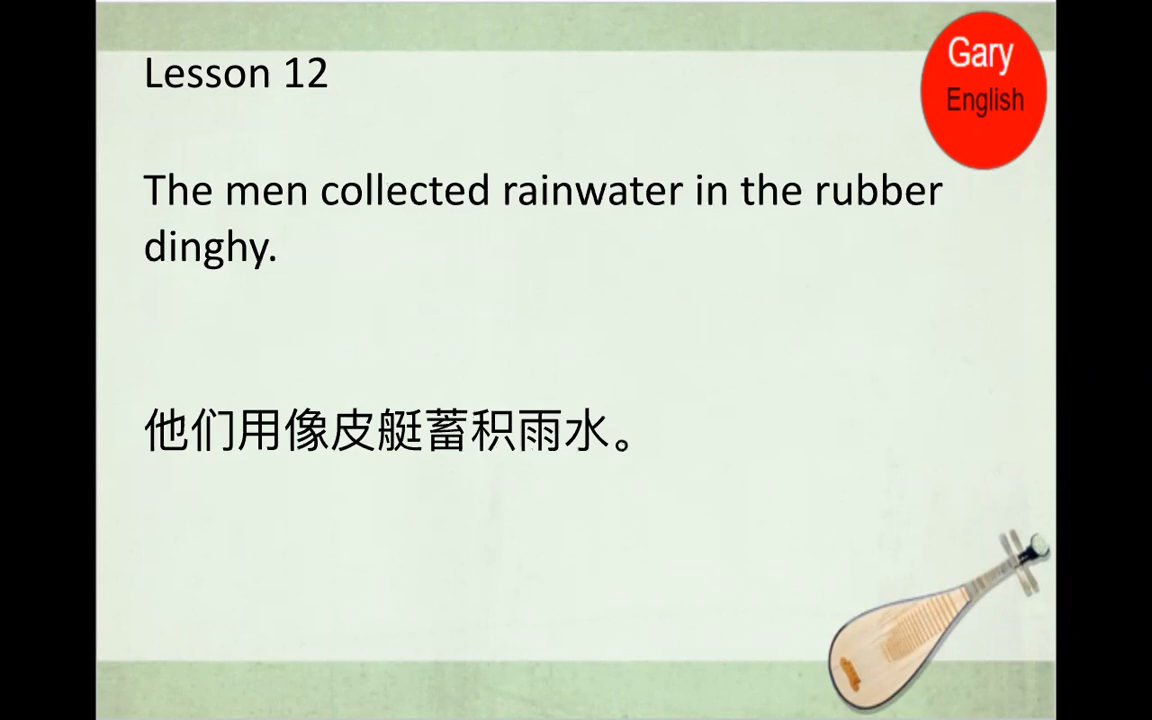 Lesson 12
Gary
English
The men collected rainwater in the rubber
dinghy.
他们用像皮艇蓄积雨水。